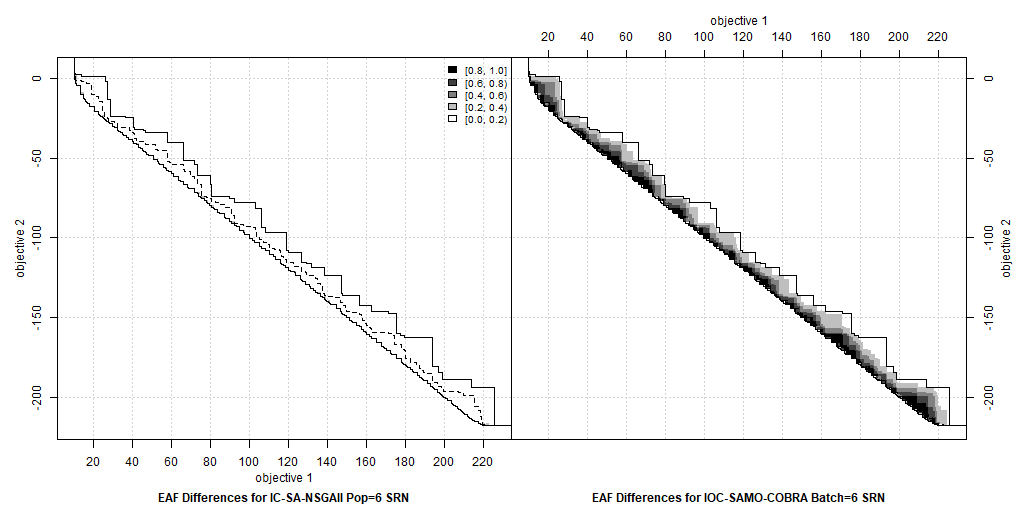 objective 1
20 40 60 80 100 120 140 160 180 200 220
[0.8, 1.0]
[0.6, 0.8)
[0.4, 0.6)
[0.2, 0.4)
[0.0, 0.2)
0
-50
-100
-150
-200
objective 2
0
-50
-100
-150
-200
objective 2
20 40 60 80 100 120 140 160 180 200 220
objective 1
EAF Differences for IC-SA-NSGAII Pop=6 SRN
EAF Differences for IOC-SAMO-COBRA Batch=6 SRN